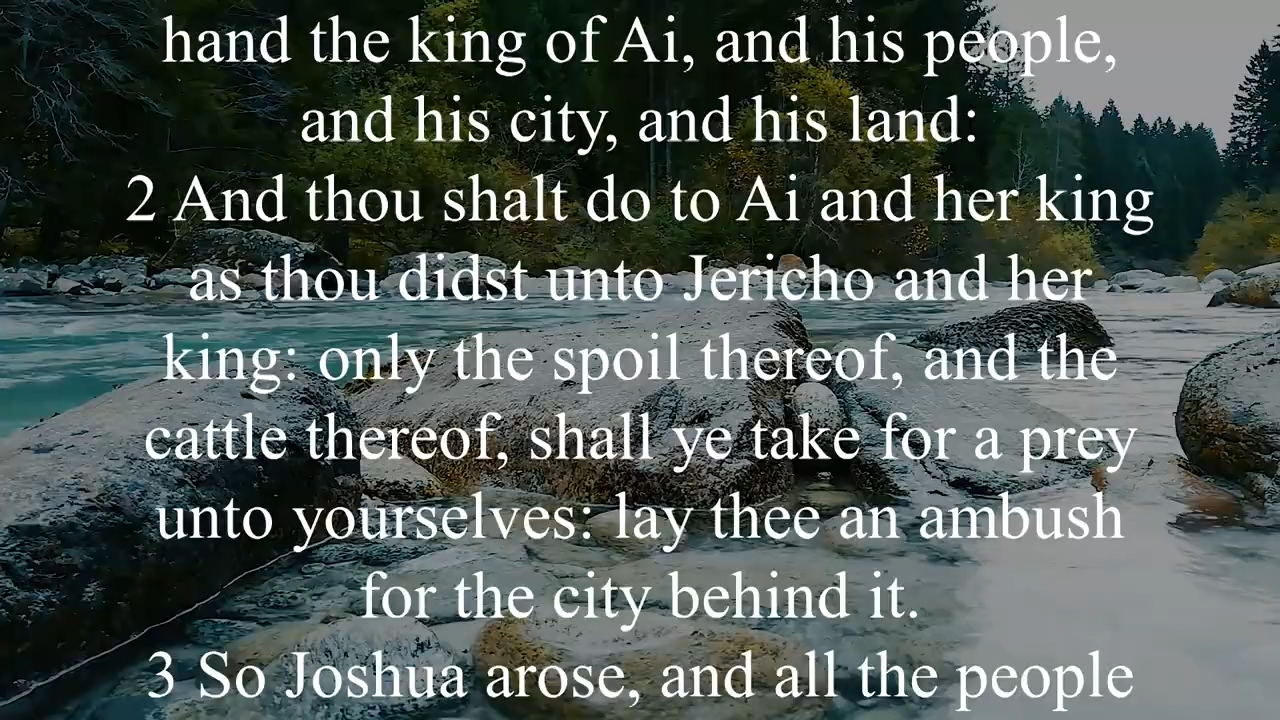 hand the king of Ai, and his people,
and his city, and his land:
2 And thou shalt do to Ai and her king
as thou didst unto Jericho and her
king: only the spoil thereof, and the
cattle thereof, shall ye take for a prey
unto yourselves: lay thee an ambush
for the city behind it.
3 So Joshua arose, and all the people